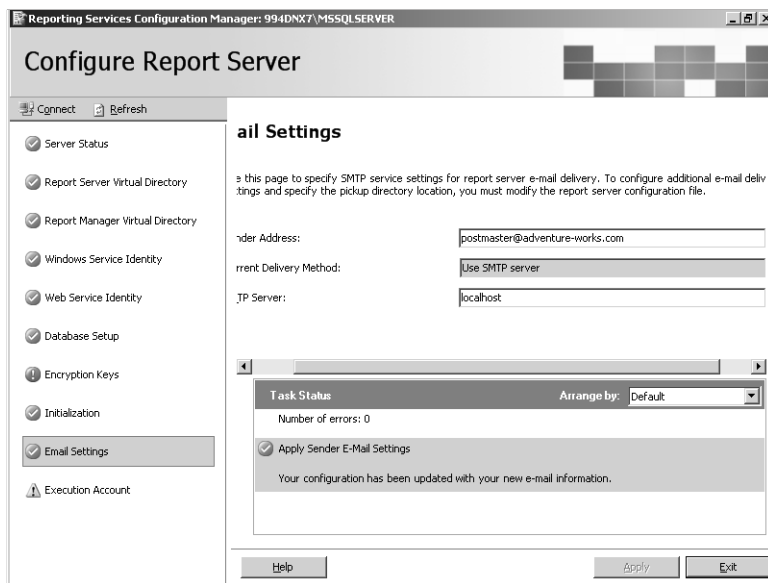 Reporting Services Configuration Manager: 994DNX7\MSSQLSERVER
Configure Report Server
Connect Refresh
Server Status
Report Server Virtual Directory
Report Manager Virtual Directory
Windows Service Identity
Web Service Identity
Database Setup
Encryption Keys
Initialization
Email Settings
Execution Account
ail Settings
e this page to specify SMTP service settings for report server e-mail delivery. To configure additional e-mail deliv
tings and specify the pickup directory location, you must modify the report server configuration file.
nder Address: postmaster@adventure-works.com
rrent Delivery Method: Use SMTP server
TP Server: localhost
Task Status Arrange by: Default
Number of errors: 0
Apply Sender E-Mail Settings
Your configuration has been updated with your new e-mail information.
Help Apply Exit